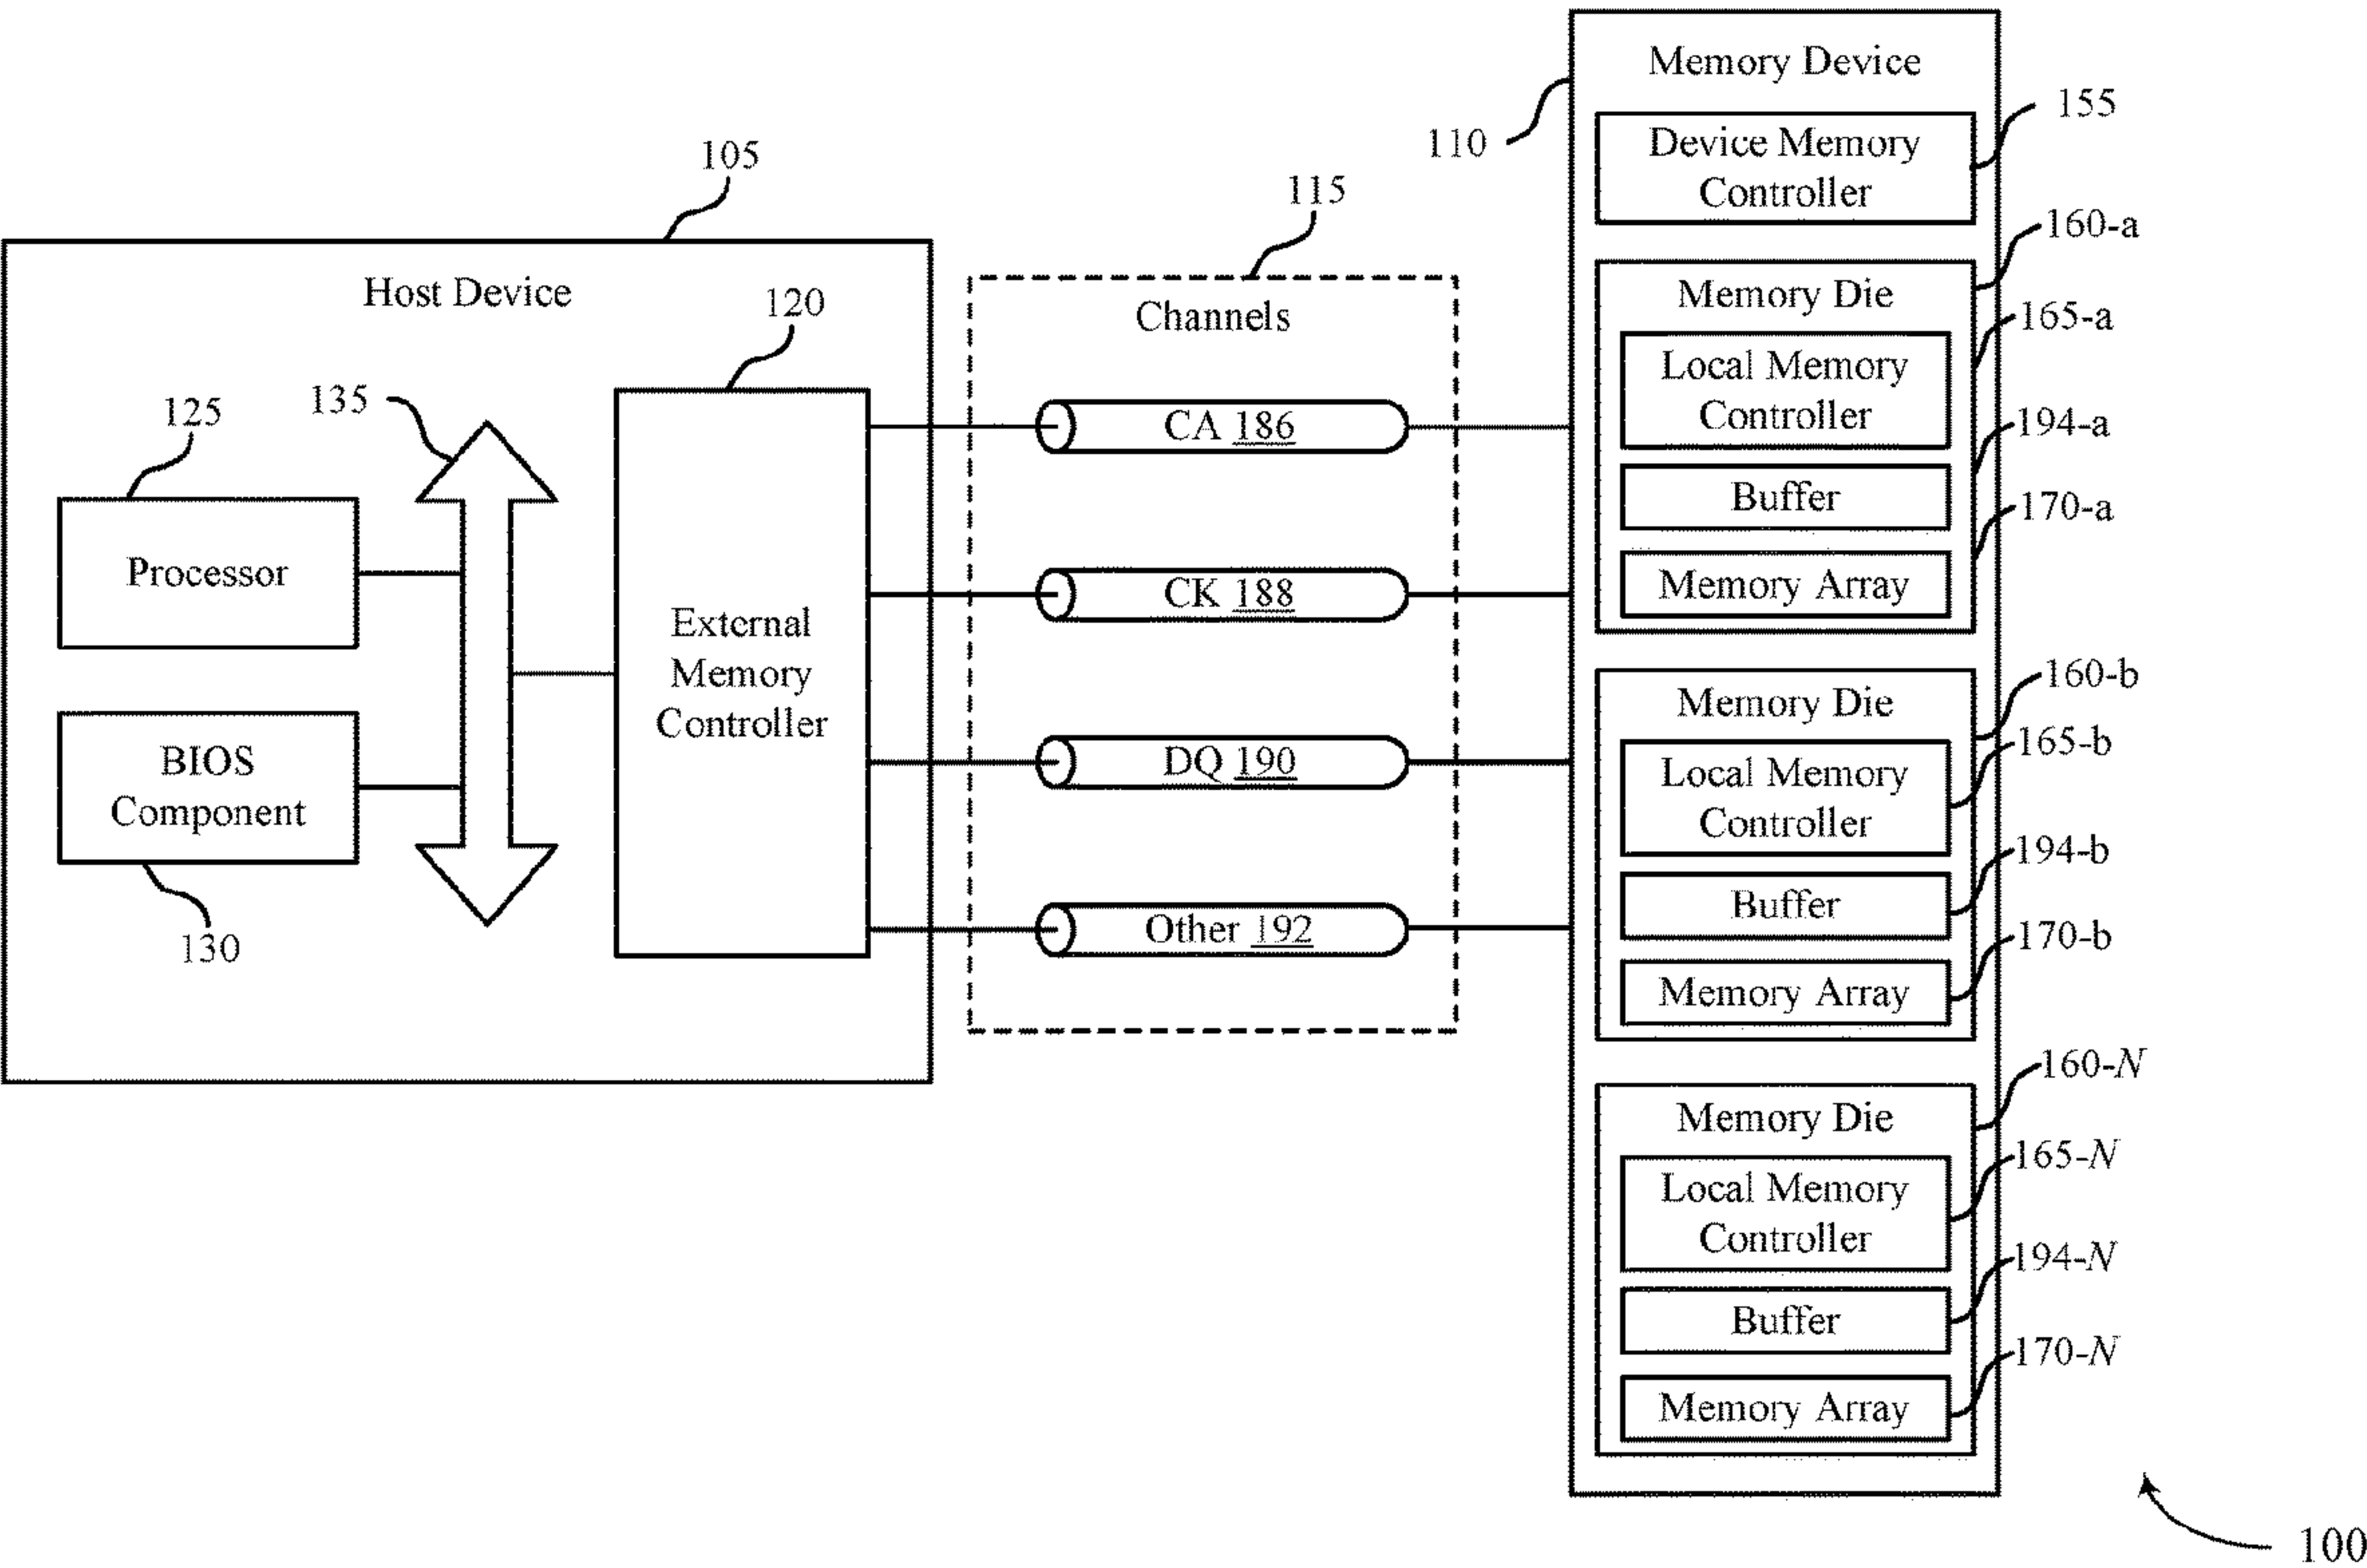 Memory Device
110
155
Device Memory
Controller
160-a
Memory Die
165-a
Local Memory
Controller
194-a
Buffer
170-a
Memory Array
160-b
Memory Die
165-b
Local Memory
Controller
194-b
Buffer
170-b
Memory Array
160-N
Memory Die
165-N
Local Memory
Controller
194-N
Buffer
170-N
Memory Array
105
Host Device
120
125
135
Processor
External
Memory
Controller
BIOS
Component
130
115
Channels
CA 186
CK 188
DQ 190
Other 192
100